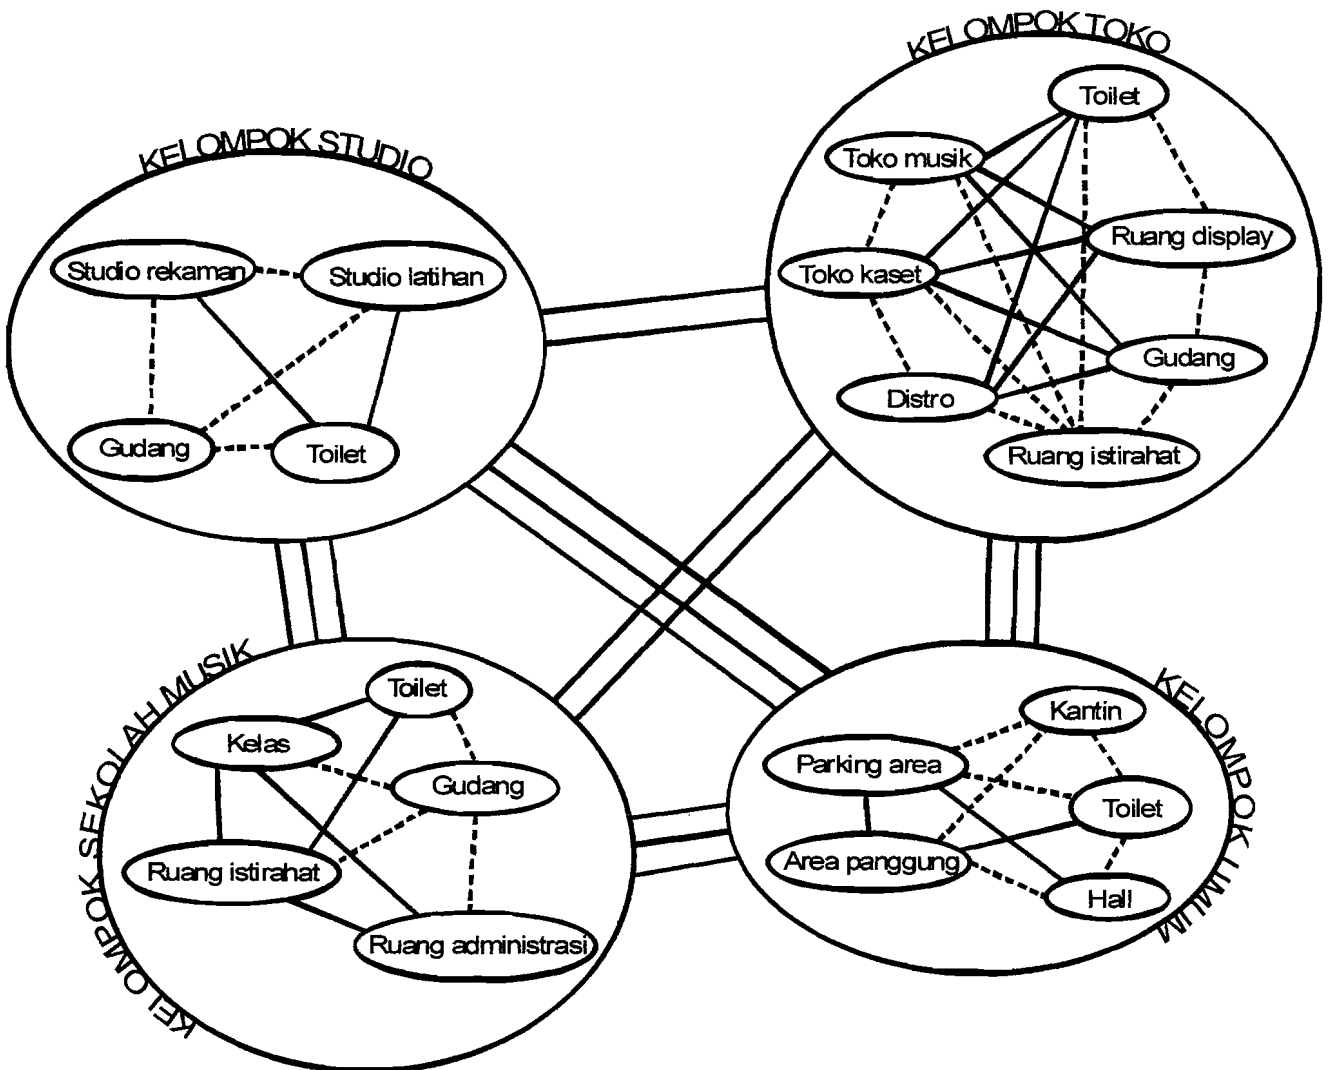 KELOMPOK STUDIO
Studio rekaman
Studio latihan
Gudang
Toilet
KELOMPOK TOKO
Toilet
Toko musik
Ruang display
Toko kaset
Gudang
Distro
Ruang istirahat
KELOMPOK SEKOLAH MUSIK
Toilet
Kelas
Gudang
Ruang istirahat
Ruang administrasi
KELOMPOK UMUM
Kantin
Parking area
Toilet
Area panggung
Hall